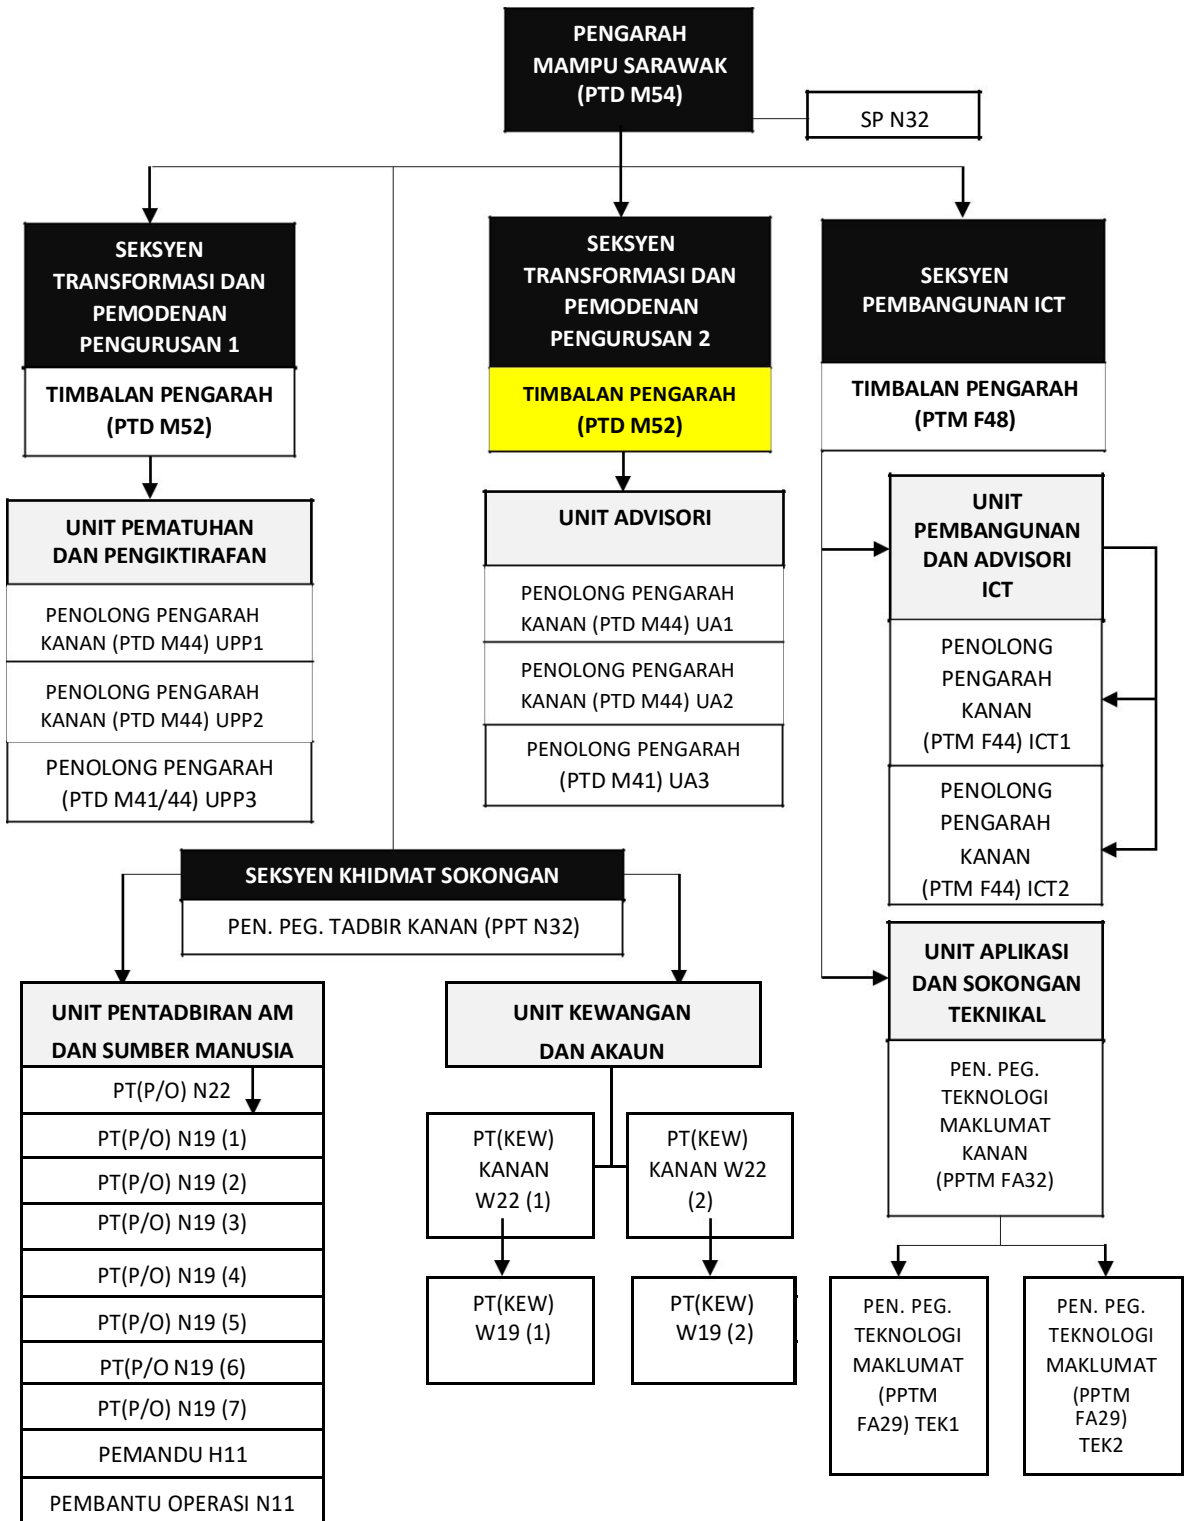 PENGARAH
MAMPU SARAWAK
(PTD M54)
SP N32
SEKSYEN
TRANSFORMASI DAN
PEMODENAN
PENGURUSAN 1
TIMBALAN PENGARAH
(PTD M52)
UNIT PEMATUHAN
DAN PENGIKTIRAFAN
PENOLONG PENGARAH
KANAN (PTD M44) UPP1
PENOLONG PENGARAH
KANAN (PTD M44) UPP2
PENOLONG PENGARAH
(PTD M41/44) UPP3
SEKSYEN
TRANSFORMASI DAN
PEMODENAN
PENGURUSAN 2
TIMBALAN PENGARAH
(PTD M52)
UNIT ADVISORI
PENOLONG PENGARAH
KANAN (PTD M44) UA1
PENOLONG PENGARAH
KANAN (PTD M44) UA2
PENOLONG PENGARAH
(PTD M41) UA3
SEKSYEN
PEMBANGUNAN ICT
TIMBALAN PENGARAH
(PTM F48)
UNIT
PEMBANGUNAN
DAN ADVISORI
ICT
PENOLONG
PENGARAH
KANAN
(PTM F44) ICT1
PENOLONG
PENGARAH
KANAN
(PTM F44) ICT2
UNIT APLIKASI
DAN SOKONGAN
TEKNIKAL
PEN. PEG.
TEKNOLOGI
MAKLUMAT
KANAN
(PPTM FA32)
PEN. PEG.
TEKNOLOGI
MAKLUMAT
(PPTM
FA29) TEK1
PEN. PEG.
TEKNOLOGI
MAKLUMAT
(PPTM
FA29)
TEK2
SEKSYEN KHIDMAT SOKONGAN
PEN. PEG. TADBIR KANAN (PPT N32)
UNIT PENTADBIRAN AM
DAN SUMBER MANUSIA
PT(P/O) N22
PT(P/O) N19 (1)
PT(P/O) N19 (2)
PT(P/O) N19 (3)
PT(P/O) N19 (4)
PT(P/O) N19 (5)
PT(P/O N19 (6)
PT(P/O) N19 (7)
PEMANDU H11
PEMBANTU OPERASI N11
UNIT KEWANGAN
DAN AKAUN
PT(KEW)
KANAN
W22 (1)
PT(KEW)
KANAN W22
(2)
PT(KEW)
W19 (1)
PT(KEW)
W19 (2)